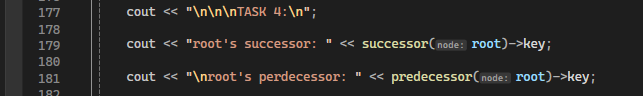 177 cout << "\n\n\nTASK 4:\n";
178
179 cout << "root's successor: " << successor(node: root)->key;
180
181 cout << "\nroot's perdecessor: " << predecessor(node: root)->key;
182